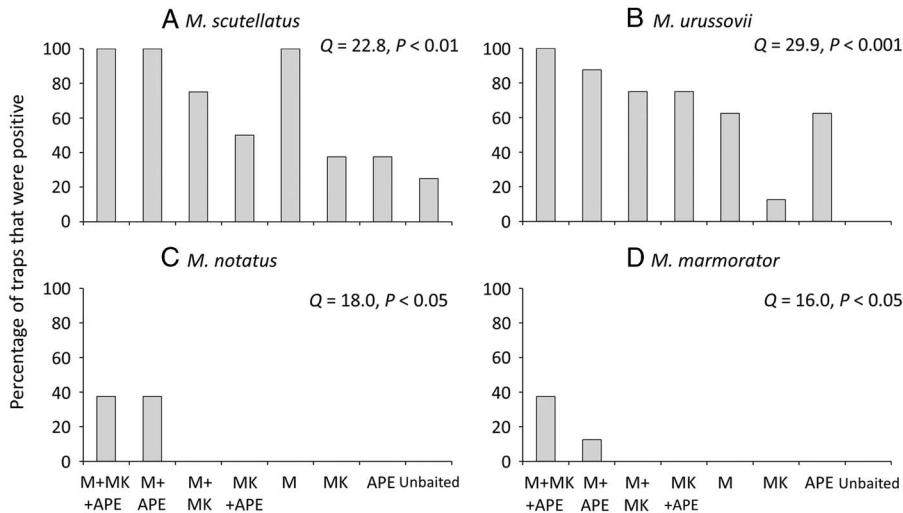 A M. scutellatus
Q = 22.8, P < 0.01
100
80
60
40
20
0
B M. urussovii
Q = 29.9, P < 0.001
100
80
60
40
20
0
Percentage of traps that were positive
C M. notatus
Q = 18.0, P < 0.05
100
80
60
40
20
0
M+MK M+ M+ MK M MK APE Unbaited
+APE APE MK +APE
D M. marmorator
Q = 16.0, P < 0.05
100
80
60
40
20
0
M+MK M+ M+ MK M MK APE Unbaited
+APE APE MK +APE